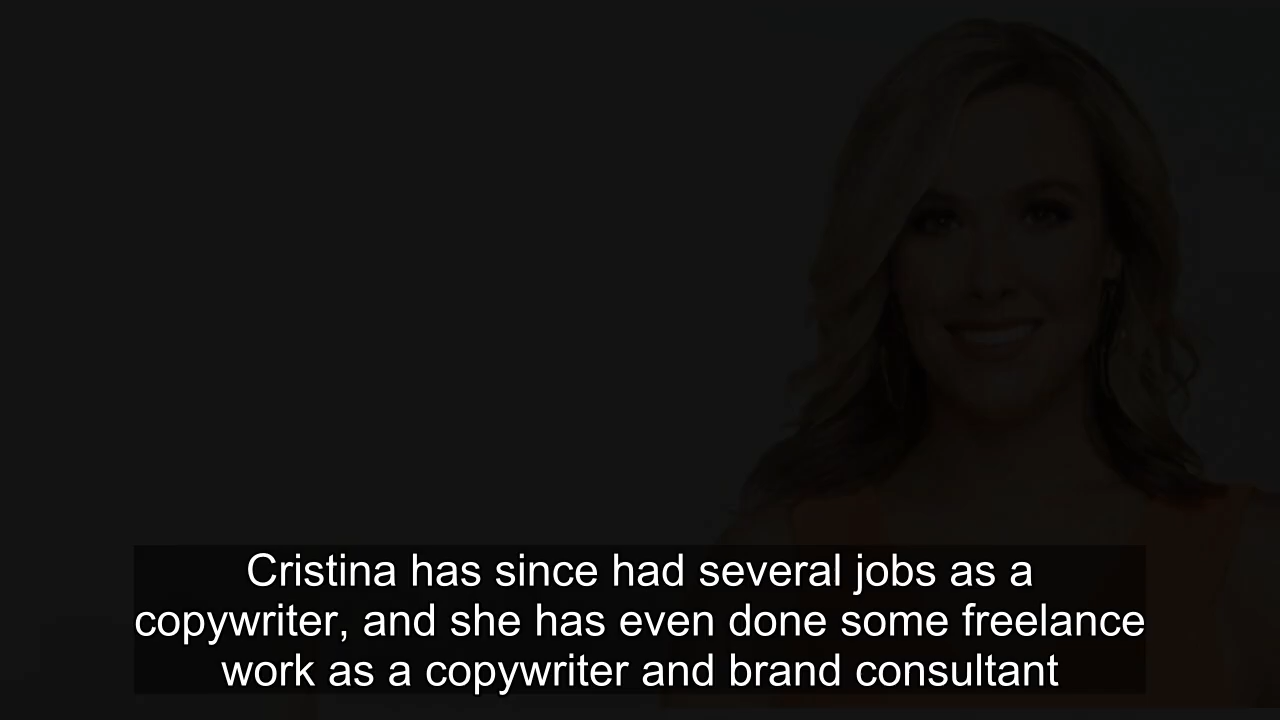 Cristina has since had several jobs as a
copywriter, and she has even done some freelance
work as a copywriter and brand consultant